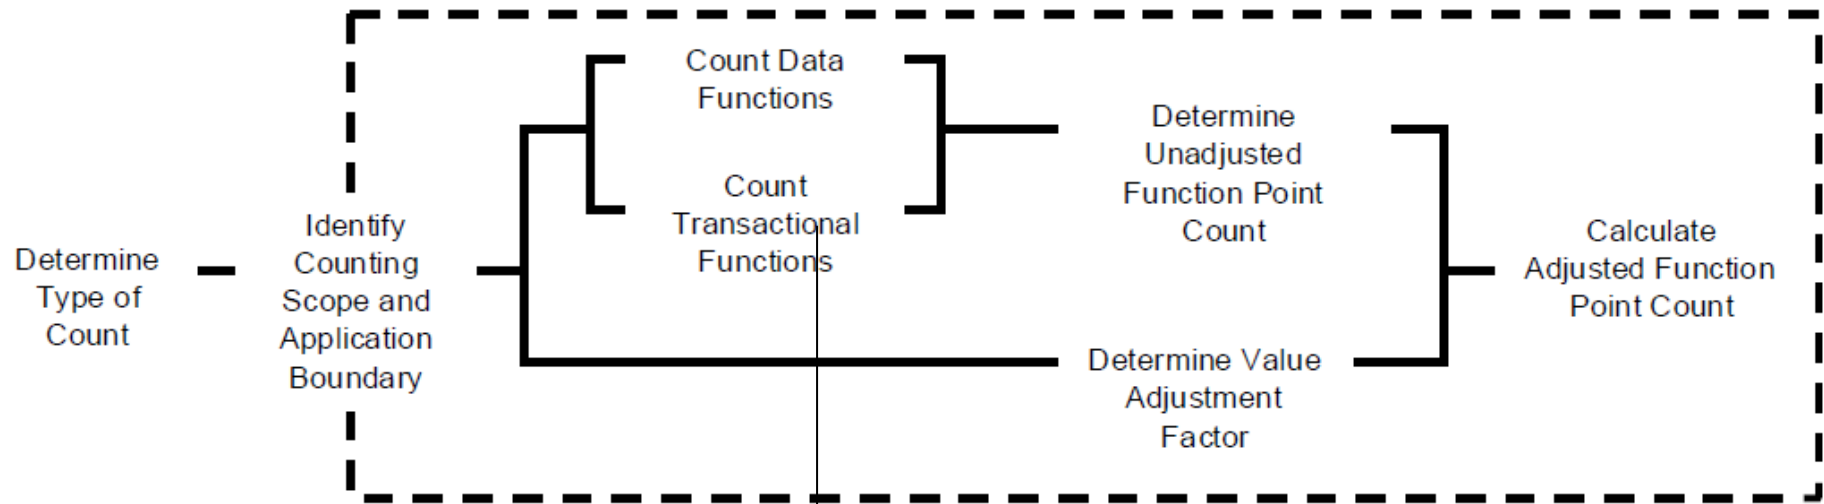 Determine
Type of
Count
Identify
Counting
Scope and
Application
Boundary
Count Data
Functions
Count
Transactional
Functions
Determine
Unadjusted
Function Point
Count
Determine Value
Adjustment
Factor
Calculate
Adjusted Function
Point Count